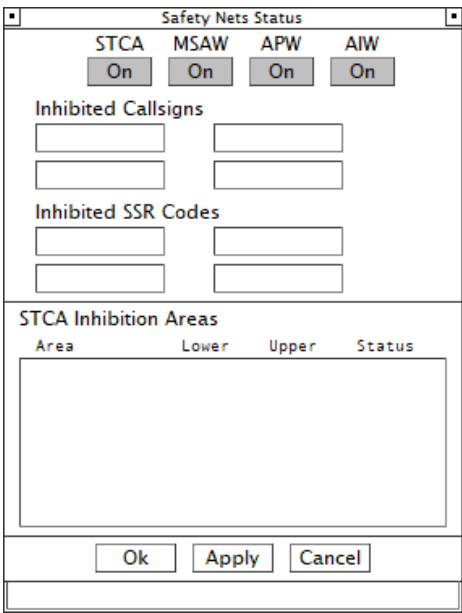 Safety Nets Status
STCA MSAW APW AIW
On On On On
Inhibited Callsigns
Inhibited SSR Codes
STCA Inhibition Areas
Area Lower Upper Status
Ok Apply Cancel